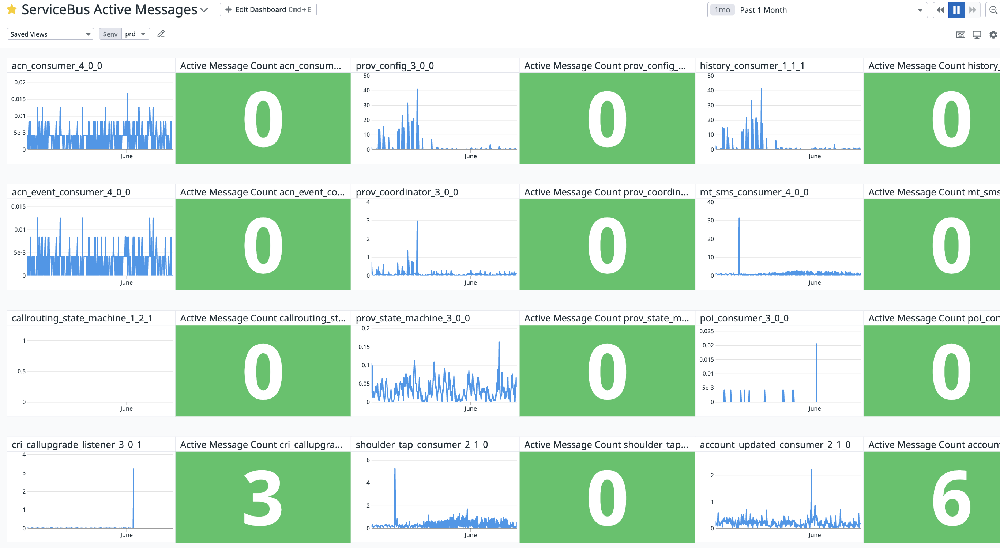 ServiceBus Active Messages
Edit Dashboard Cmd+E
1mo Past 1 Month
Saved Views
$env prd
acn_consumer_4_0_0
0.02
0.015
0.01
5e-3
0
June
Active Message Count acn_consum...
0
prov_config_3_0_0
50
40
30
20
10
0
June
Active Message Count prov_config_...
0
history_consumer_1_1_1
50
40
30
20
10
0
June
Active Message Count history_
0
acn_event_consumer_4_0_0
0.015
0.01
5e-3
0
June
Active Message Count acn_event_co...
0
prov_coordinator_3_0_0
4
3
2
1
0
June
Active Message Count prov_coordin...
0
mt_sms_consumer_4_0_0
40
30
20
10
0
June
Active Message Count mt_sms
0
callrouting_state_machine_1_2_1
1
0.5
0
June
Active Message Count callrouting_st...
0
prov_state_machine_3_0_0
0.2
0.15
0.1
0.05
0
June
Active Message Count prov_state_m...
0
poi_consumer_3_0_0
0.025
0.02
0.015
0.01
5e-3
0
June
Active Message Count poi_con
0
cri_callupgrade_listener_3_0_1
4
3
2
1
0
June
Active Message Count cri_callupgra...
3
shoulder_tap_consumer_2_1_0
6
4
2
0
June
Active Message Count shoulder_tap...
0
account_updated_consumer_2_1_0
2
1
0
June
Active Message Count account
6